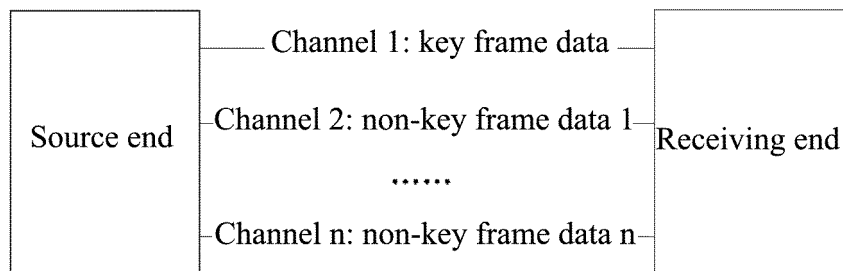 Channel 1: key frame data
Channel 2: non-key frame data 1
Source end
Receiving end
......
Channel n: non-key frame data n